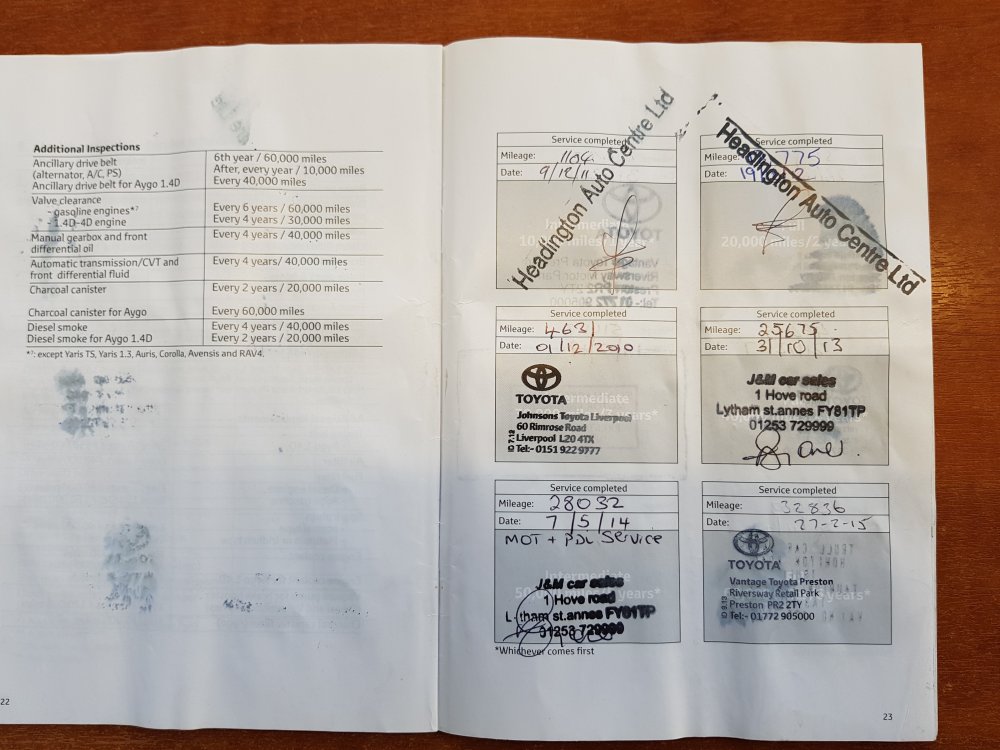 Additional Inspections
Ancillary drive belt
(alternator, A/C, PS)
Ancillary drive belt for Aygo 1.4D
6th year / 60,000 miles
After, every year / 10,000 miles
Every 40,000 miles
Valve clearance
- gasoline engines*⁷
- 1.4D-4D engine
Every 6 years / 60,000 miles
Every 4 years / 30,000 miles
Manual gearbox and front
differential oil
Every 4 years / 40,000 miles
Automatic transmission/CVT and
front differential fluid
Every 4 years/ 40,000 miles
Charcoal canister
Every 2 years / 20,000 miles
Charcoal canister for Aygo
Every 60,000 miles
Diesel smoke
Diesel smoke for Aygo 1.4D
Every 4 years / 40,000 miles
Every 2 years / 20,000 miles
*⁷: except Yaris TS, Yaris 1.3, Auris, Corolla, Avensis and RAV4.
22
Service completed
Mileage:
Date: 9/12/11
Headington Auto Centre Ltd
Service completed
Mileage: 775
Date:
20,000 miles/2
Headington Auto Centre Ltd
Service completed
Mileage: 4631
Date: 01/12/2010
Intermediate
TOYOTA
Johnsons Toyota Liverpool
60 Rimrose Road
Liverpool L20 4TX
Tel:- 0151 922 9777
Service completed
Mileage: 25675
Date: 31/10/13
J&M car sales
1 Hove road
Lytham st.annes FY81TP
01253 729999
Service completed
Mileage: 28032
Date: 7/5/14
MOT + PDL Service
Intermediate
J&M car sales
1 Hove road
L tham st.annes FY81TP
01253 729999
Service completed
Mileage: 32836
Date: 27-2-15
TOYOTA
Vantage Toyota Preston
Riversway Retail Park
Preston PR2 2TY
Tel:- 01772 905000
*Whichever comes first
23